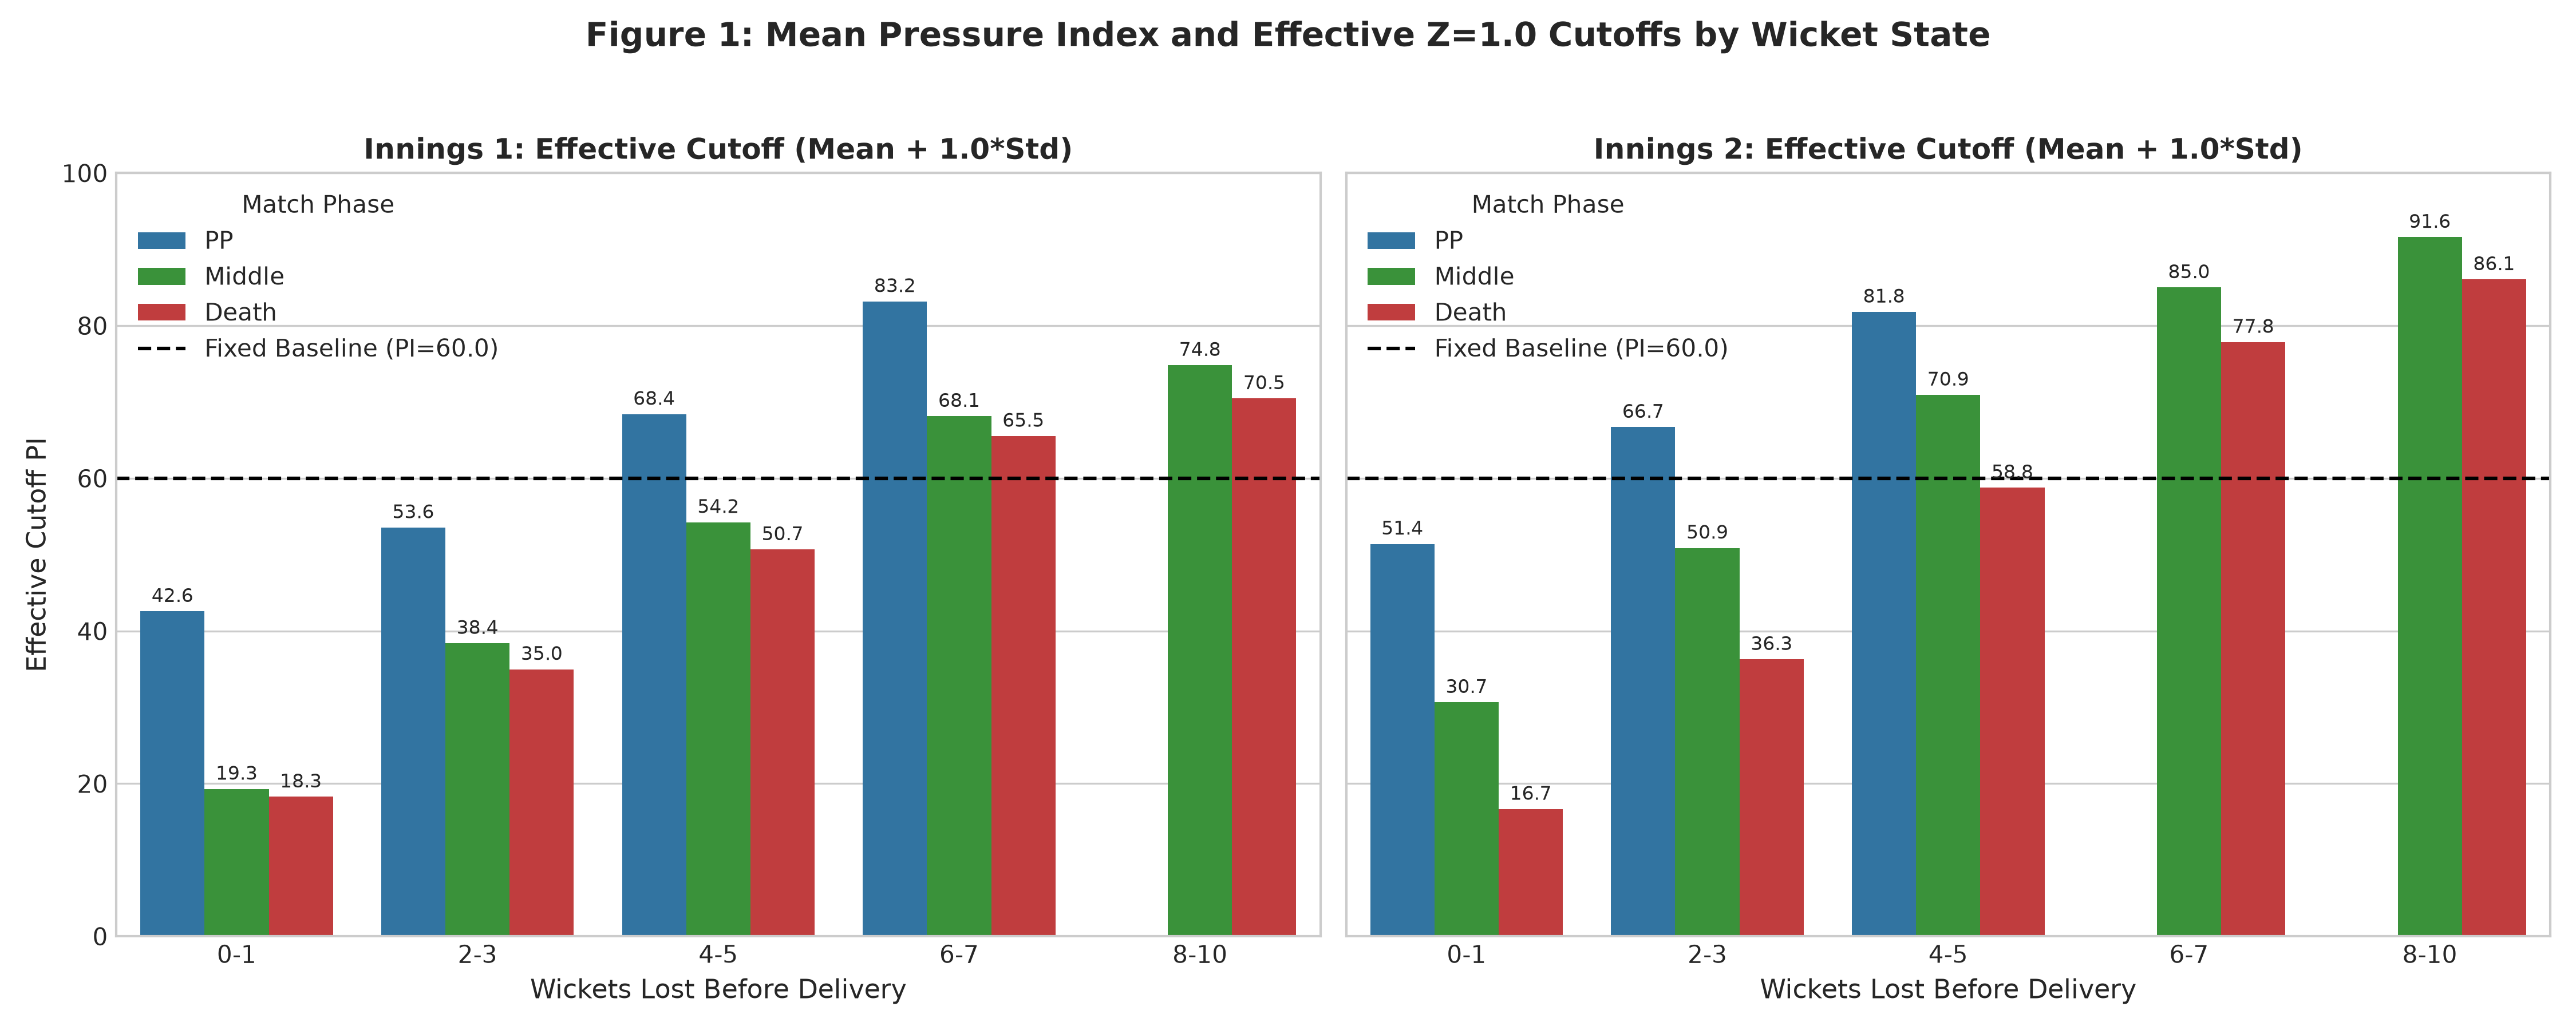 Figure 1: Mean Pressure Index and Effective Z=1.0 Cutoffs by Wicket State
Innings 1: Effective Cutoff (Mean + 1.0*Std)
Effective Cutoff PI
100
80
60
40
20
0
Match Phase
PP
Middle
Death
Fixed Baseline (PI=60.0)
42.6
19.3
18.3
53.6
38.4
35.0
68.4
54.2
50.7
83.2
68.1
65.5
74.8
70.5
0-1
2-3
4-5
6-7
8-10
Wickets Lost Before Delivery
Innings 2: Effective Cutoff (Mean + 1.0*Std)
Match Phase
PP
Middle
Death
Fixed Baseline (PI=60.0)
51.4
30.7
16.7
66.7
50.9
36.3
81.8
70.9
58.8
85.0
77.8
91.6
86.1
0-1
2-3
4-5
6-7
8-10
Wickets Lost Before Delivery